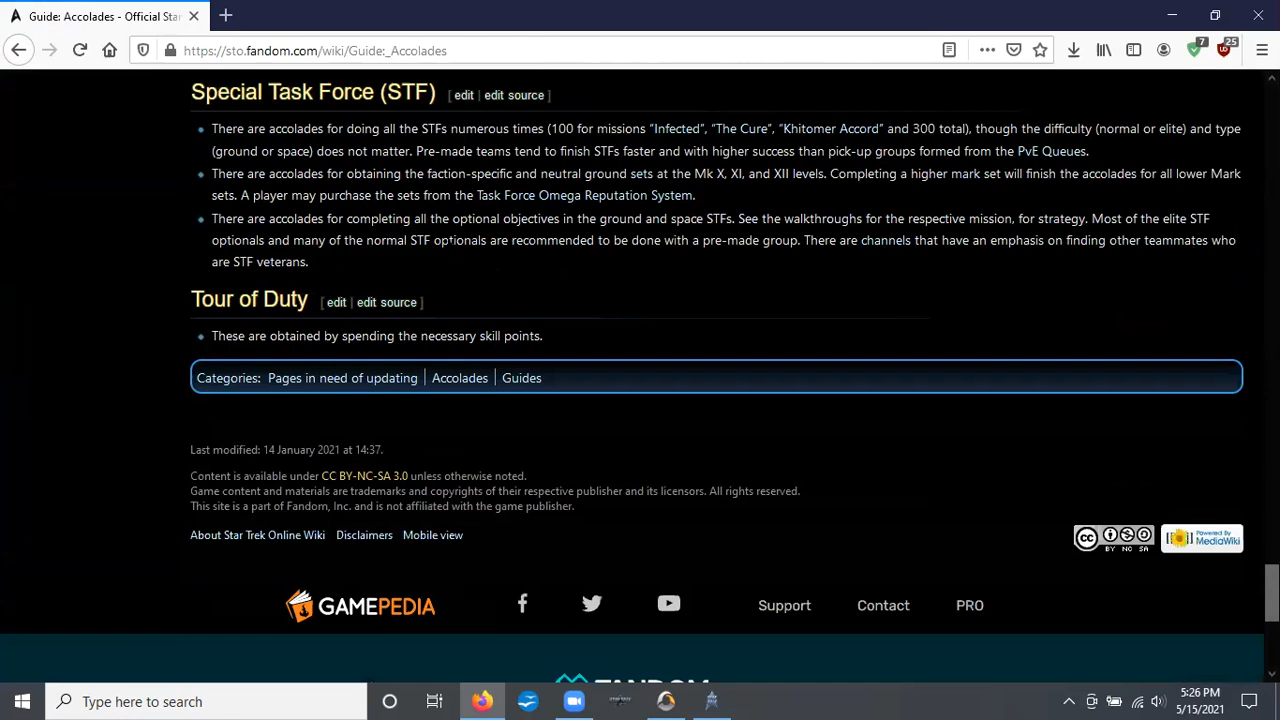 Guide: Accolades - Official Sta
https://sto.fandom.com/wiki/Guide:_Accolades
7
25
Special Task Force (STF) [ edit | edit source ]
There are accolades for doing all the STFs numerous times (100 for missions "Infected", "The Cure", "Khitomer Accord" and 300 total), though the difficulty (normal or elite) and type
(ground or space) does not matter. Pre-made teams tend to finish STFs faster and with higher success than pick-up groups formed from the PvE Queues.
There are accolades for obtaining the faction-specific and neutral ground sets at the Mk X, XI, and XII levels. Completing a higher mark set will finish the accolades for all lower Mark
sets. A player may purchase the sets from the Task Force Omega Reputation System.
There are accolades for completing all the optional objectives in the ground and space STFs. See the walkthroughs for the respective mission, for strategy. Most of the elite STF
optionals and many of the normal STF optionals are recommended to be done with a pre-made group. There are channels that have an emphasis on finding other teammates who
are STF veterans.
Tour of Duty [ edit | edit source ]
These are obtained by spending the necessary skill points.
Categories: Pages in need of updating | Accolades | Guides
Last modified: 14 January 2021 at 14:37.
Content is available under CC BY-NC-SA 3.0 unless otherwise noted.
Game content and materials are trademarks and copyrights of their respective publisher and its licensors. All rights reserved.
This site is a part of Fandom, Inc. and is not affiliated with the game publisher.
About Star Trek Online Wiki Disclaimers Mobile view
cc BY NC SA
Powered By MediaWiki
GAMEPEDIA
Support Contact PRO
FANDOM
Type here to search
5:26 PM
5/15/2021